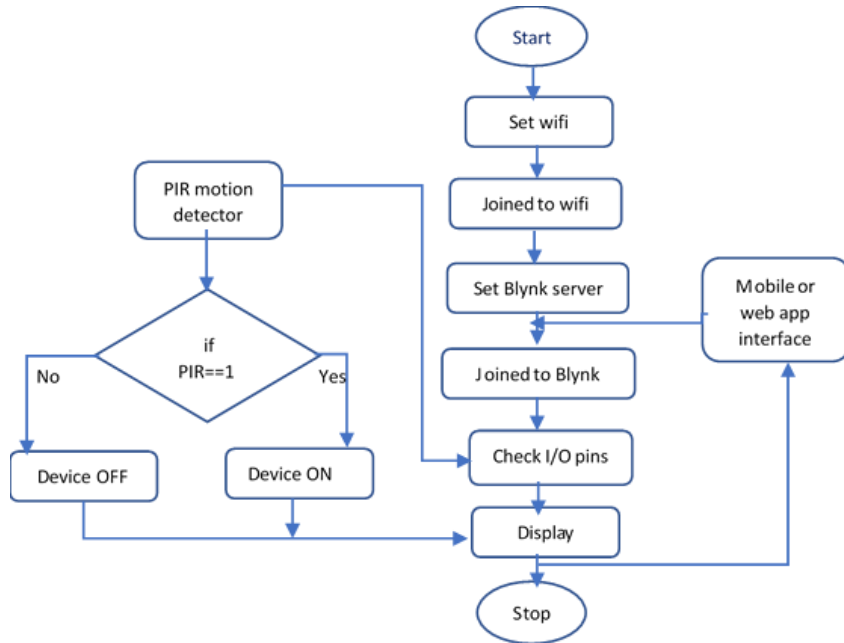 Start
Set wifi
PIR motion
detector
Joined to wifi
Set Blynk server
Mobile or
web app
interface
if
PIR==1
No
Yes
Joined to Blynk
Check I/O pins
Device OFF
Device ON
Display
Stop